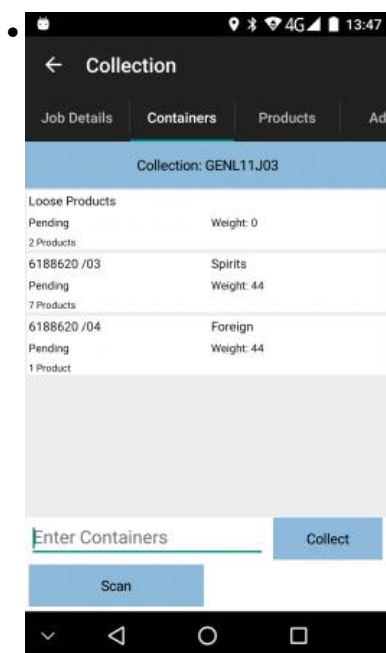 4G 13:47
Collection
Job Details Containers Products Ad
Collection: GENL11J03
Loose Products
Pending Weight: 0
2 Products
6188620 /03 Spirits
Pending Weight: 44
7 Products
6188620 /04 Foreign
Pending Weight: 44
1 Product
Enter Containers Collect
Scan